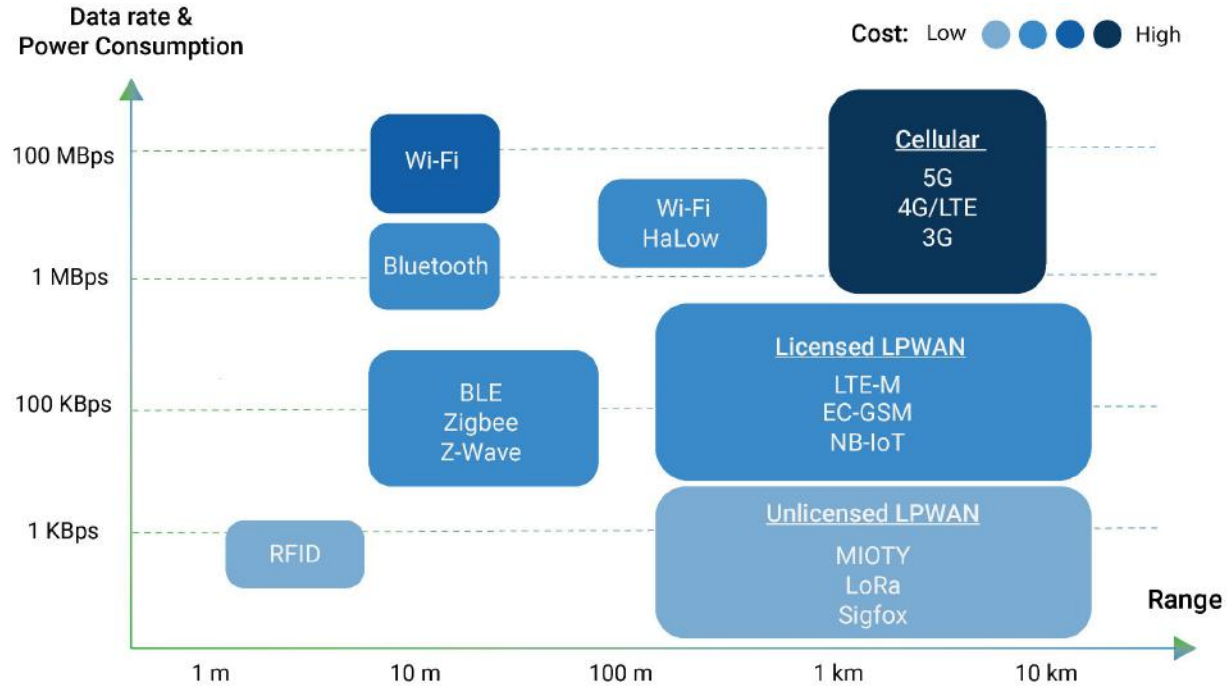 Data rate &
Power Consumption
Cost: Low High
100 MBps
1 MBps
100 KBps
1 KBps
Wi-Fi
Bluetooth
Wi-Fi
HaLow
Cellular
5G
4G/LTE
3G
BLE
Zigbee
Z-Wave
Licensed LPWAN
LTE-M
EC-GSM
NB-IoT
RFID
Unlicensed LPWAN
MIOTY
LoRa
Sigfox
Range
1 m 10 m 100 m 1 km 10 km